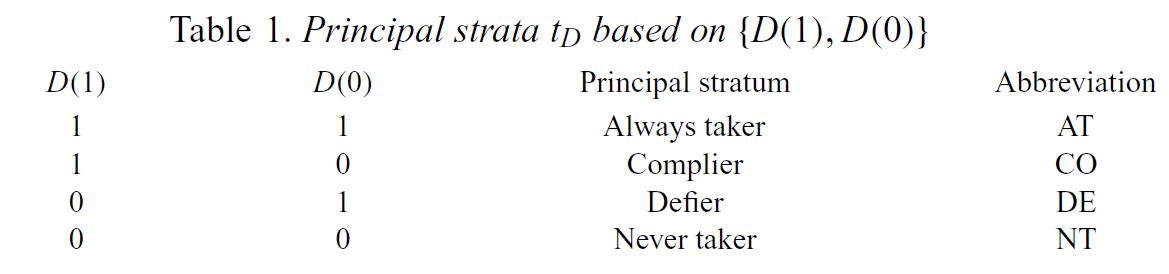 Table 1. Principal strata t_D based on {D(1), D(0)}
D(1) D(0) Principal stratum Abbreviation
1 1 Always taker AT
1 0 Complier CO
0 1 Defier DE
0 0 Never taker NT